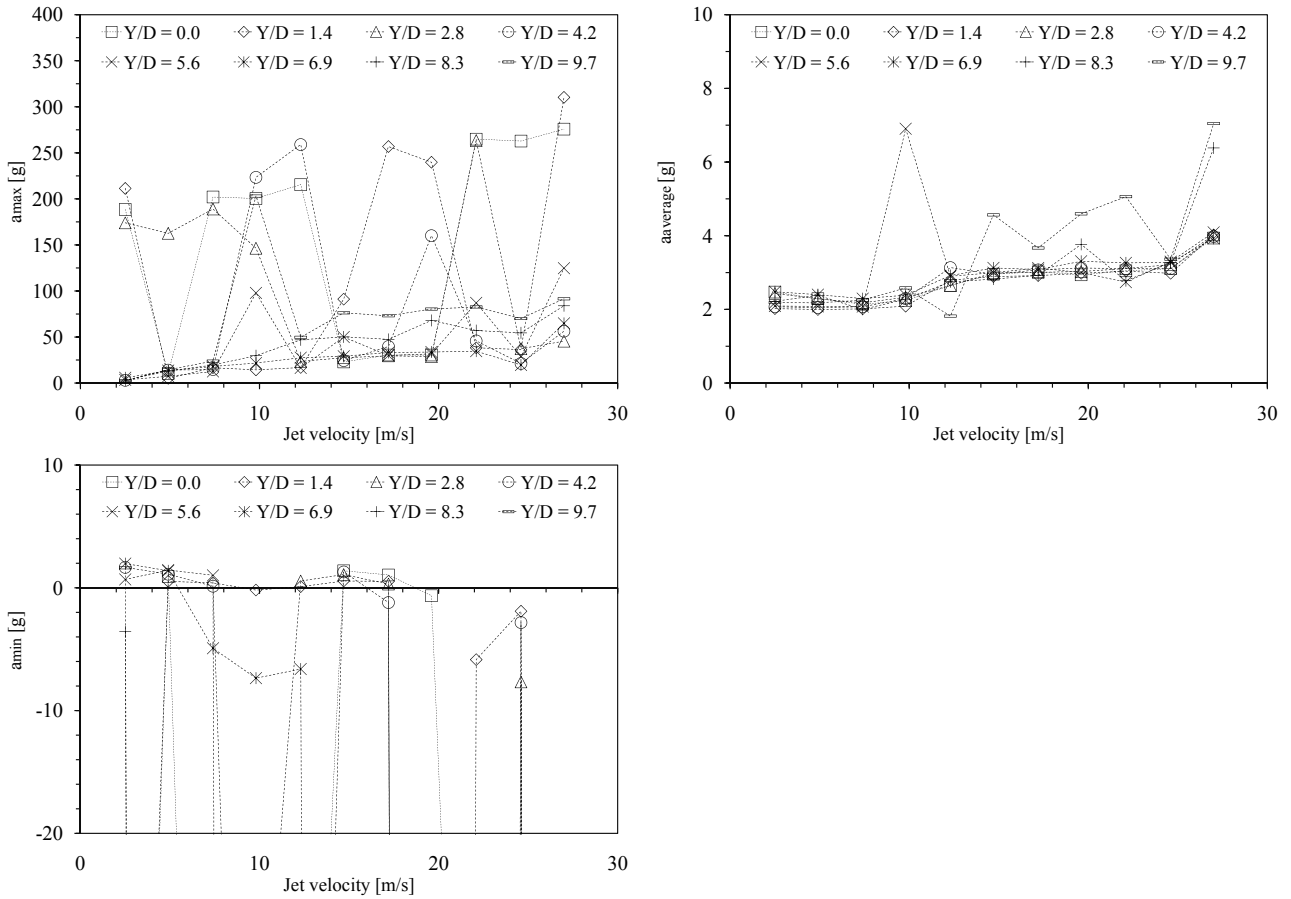 400
350
300
250
200
150
100
50
0
amax [g]
Y/D = 0.0 Y/D = 1.4 Y/D = 2.8 Y/D = 4.2
Y/D = 5.6 Y/D = 6.9 Y/D = 8.3 Y/D = 9.7
0 10 20 30
Jet velocity [m/s]
10
8
6
4
2
0
aaverage [g]
Y/D = 0.0 Y/D = 1.4 Y/D = 2.8 Y/D = 4.2
Y/D = 5.6 Y/D = 6.9 Y/D = 8.3 Y/D = 9.7
0 10 20 30
Jet velocity [m/s]
10
0
-10
-20
amin [g]
Y/D = 0.0 Y/D = 1.4 Y/D = 2.8 Y/D = 4.2
Y/D = 5.6 Y/D = 6.9 Y/D = 8.3 Y/D = 9.7
0 10 20 30
Jet velocity [m/s]